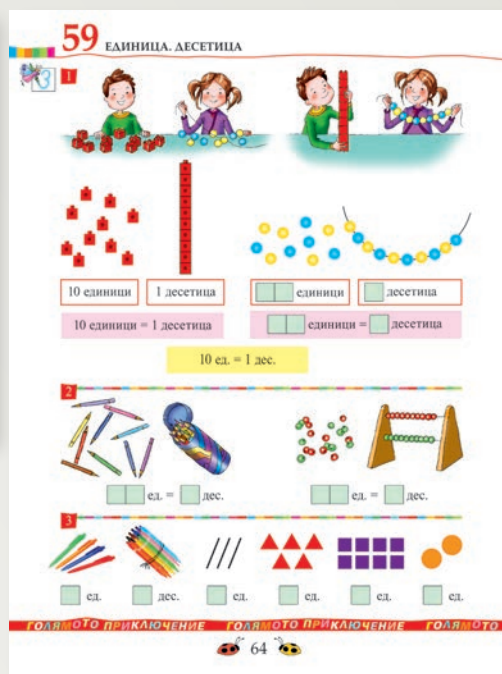 59 ЕДИНИЦА. ДЕСЕТИЦА
3
1
10 единици 1 десетица единици десетица
10 единици = 1 десетица единици = десетица
10 ед. = 1 дес.
2
ед. = дес. ед. = дес.
3
ед. дес. ед. ед. ед. ед.
ГОЛЯМОТО ПРИКЛЮЧЕНИЕ ГОЛЯМОТО ПРИКЛЮЧЕНИЕ ГОЛЯМОТО
64